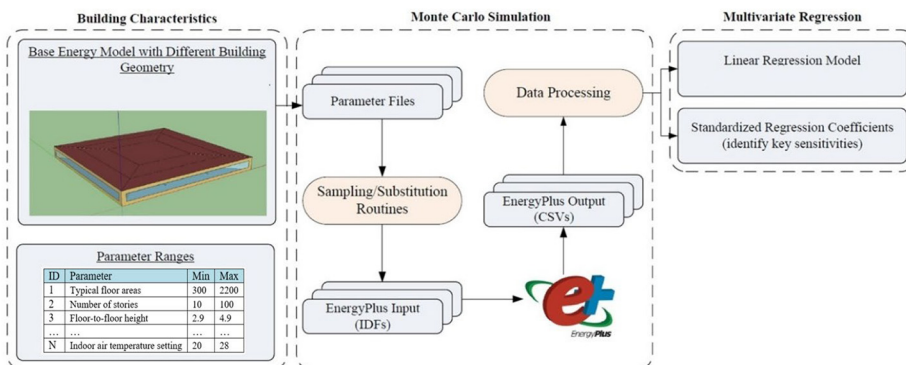 Building Characteristics
Base Energy Model with Different Building
Geometry
Parameter Ranges
ID Parameter Min Max
1 Typical floor areas 300 2200
2 Number of stories 10 100
3 Floor-to-floor height 2.9 4.9
... ... ... ...
N Indoor air temperature setting 20 28
Monte Carlo Simulation
Parameter Files
Sampling/Substitution
Routines
EnergyPlus Input
(IDFs)
e+
EnergyPlus
EnergyPlus Output
(CSVs)
Data Processing
Multivariate Regression
Linear Regression Model
Standardized Regression Coefficients
(identify key sensitivities)